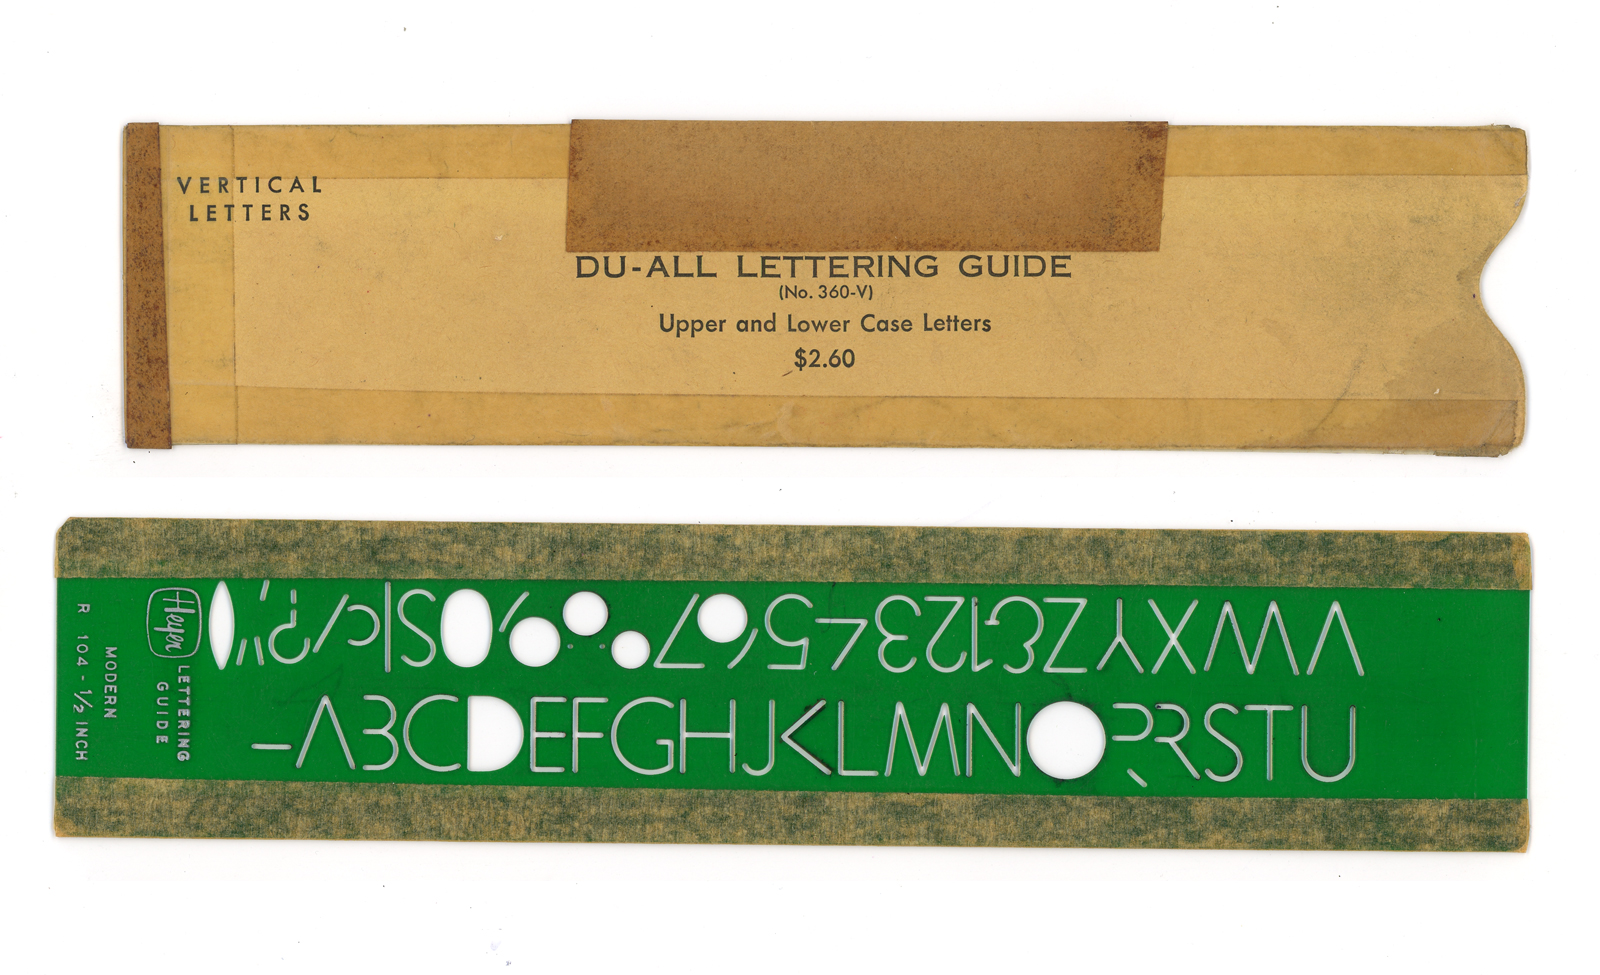 VERTICAL
LETTERS
DU-ALL LETTERING GUIDE
(No. 360-V)
Upper and Lower Case Letters
$2.60
Heyer
LETTERING
GUIDE
MODERN
R 104 - 1/2 INCH
VWXYZ&1234567890S|c/?
-ABCDEFGHJKLMNOPRSTU